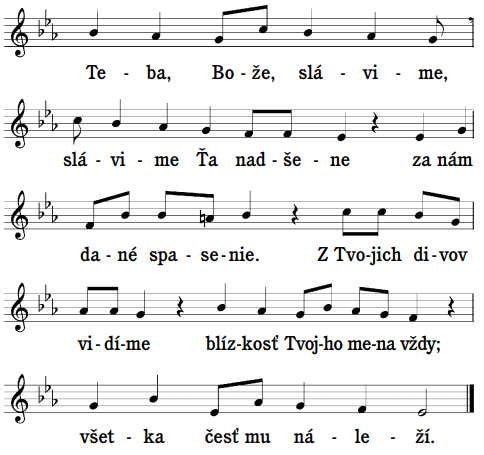 Te - ba, Bo - že, slá - vi - me,
slá - vi - me Ťa nad - še - ne za nám
da - né spa - se - nie. Z Tvo - jich di - vov
vi - dí - me blíz - kosť Tvoj - ho me - na vždy;
všet - ka česť mu ná - le - ží.